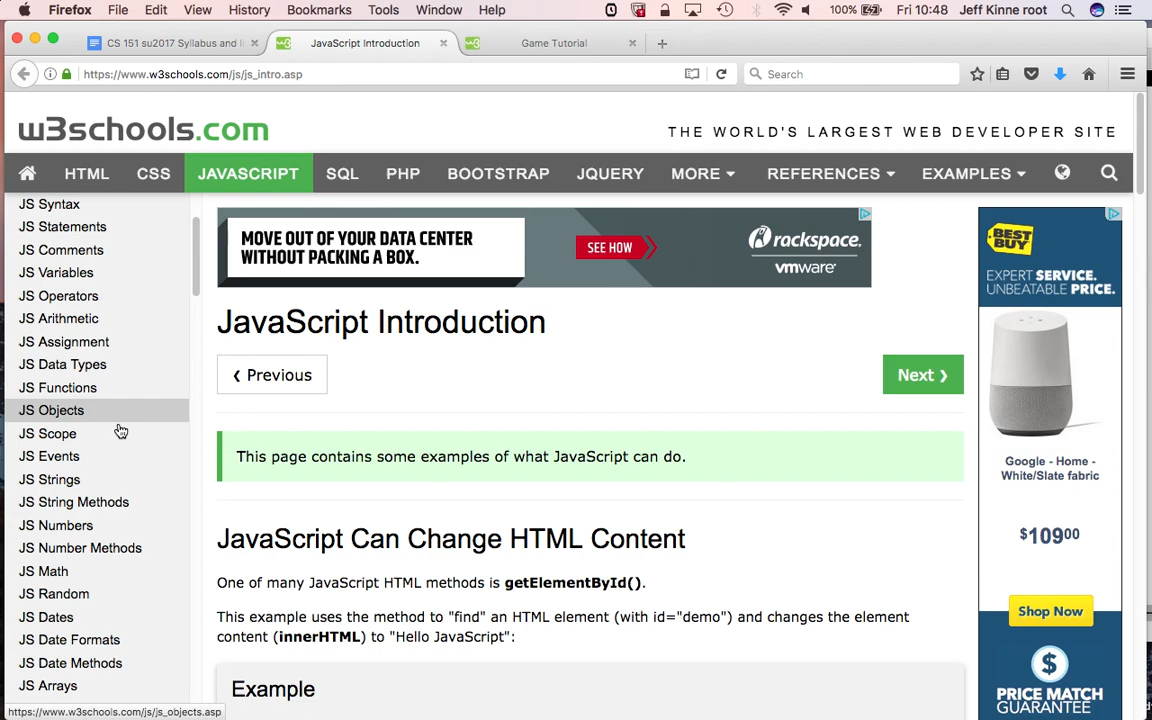 Firefox File Edit View History Bookmarks Tools Window Help 100% Fri 10:48 Jeff Kinne root
CS 151 su2017 Syllabus and I
JavaScript Introduction
Game Tutorial
https://www.w3schools.com/js/js_intro.asp
Search
w3schools.com
THE WORLD'S LARGEST WEB DEVELOPER SITE
HTML CSS JAVASCRIPT SQL PHP BOOTSTRAP JQUERY MORE REFERENCES EXAMPLES
JS Syntax
JS Statements
JS Comments
JS Variables
JS Operators
JS Arithmetic
JS Assignment
JS Data Types
JS Functions
JS Objects
JS Scope
JS Events
JS Strings
JS String Methods
JS Numbers
JS Number Methods
JS Math
JS Random
JS Dates
JS Date Formats
JS Date Methods
JS Arrays
https://www.w3schools.com/js/js_objects.asp
MOVE OUT OF YOUR DATA CENTER
WITHOUT PACKING A BOX.
SEE HOW
rackspace.
vmware
JavaScript Introduction
❮ Previous
Next ❯
This page contains some examples of what JavaScript can do.
JavaScript Can Change HTML Content
One of many JavaScript HTML methods is getElementById().
This example uses the method to "find" an HTML element (with id="demo") and changes the element
content (innerHTML) to "Hello JavaScript":
Example
BEST
BUY
EXPERT SERVICE.
UNBEATABLE PRICE.
Google - Home -
White/Slate fabric
$109.00
Shop Now
$
PRICE MATCH
GUARANTEE